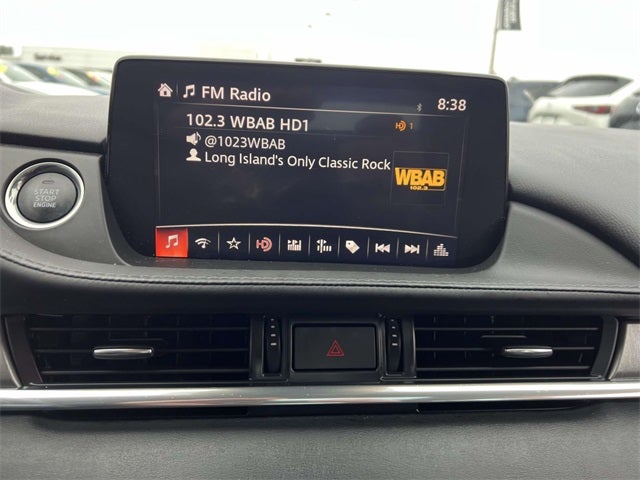 FM Radio
8:38
102.3 WBAB HD1
1
@1023WBAB
Long Island's Only Classic Rock
WBAB
102.3
START
STOP
ENGINE